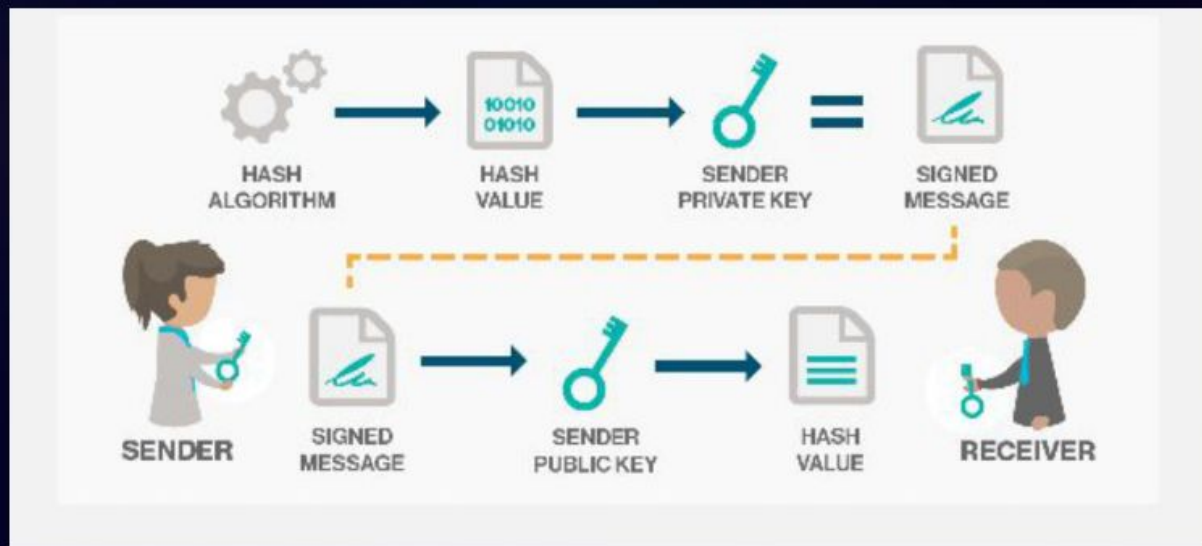 10010
01010
HASH
ALGORITHM
HASH
VALUE
SENDER
PRIVATE KEY
SIGNED
MESSAGE
SENDER
SIGNED
MESSAGE
SENDER
PUBLIC KEY
HASH
VALUE
RECEIVER